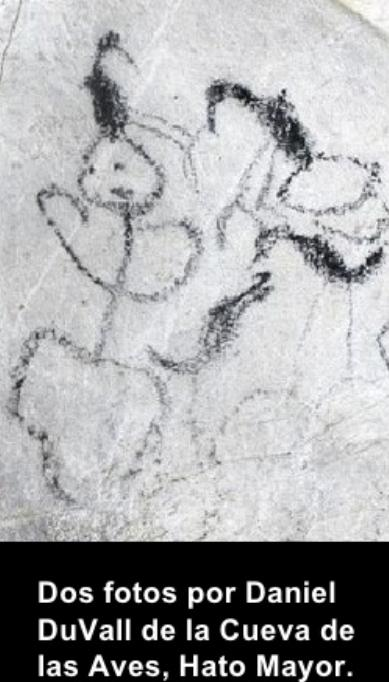 Dos fotos por Daniel
DuVall de la Cueva de
las Aves, Hato Mayor.